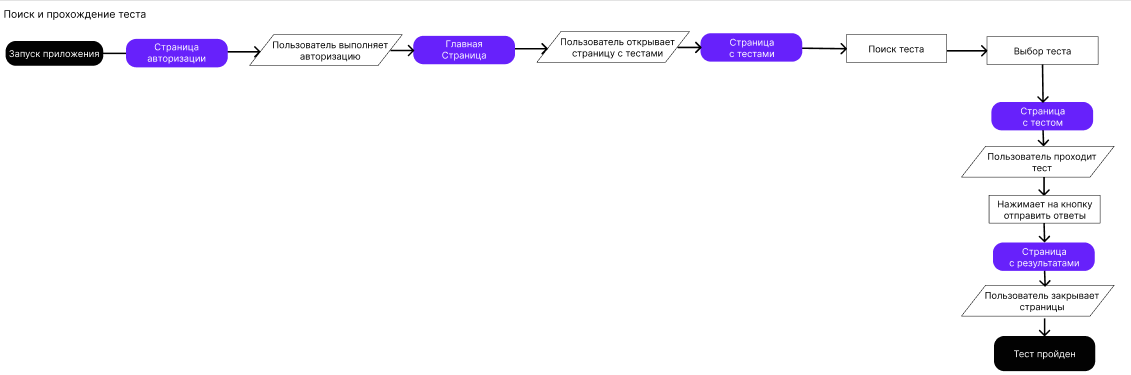 Поиск и прохождение теста
Запуск приложения
Страница
авторизации
Пользователь выполняет
авторизацию
Главная
Страница
Пользователь открывает
страницу с тестами
Страница
с тестами
Поиск теста
Выбор теста
Страница
с тестом
Пользователь проходит
тест
Нажимает на кнопку
отправить ответы
Страница
с результатами
Пользователь закрывает
страницы
Тест пройден